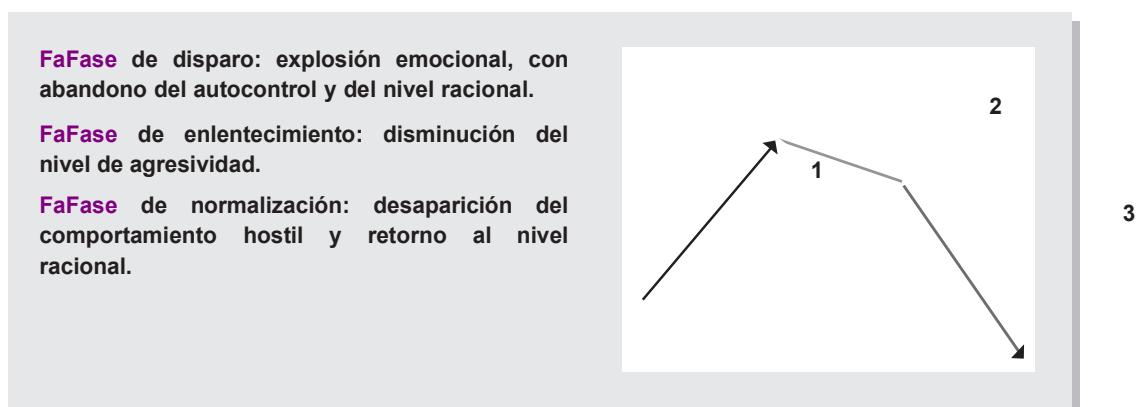 FaFase de disparo: explosión emocional, con
abandono del autocontrol y del nivel racional.
FaFase de enlentecimiento: disminución del
nivel de agresividad.
FaFase de normalización: desaparición del
comportamiento hostil y retorno al nivel
racional.
2
1
3